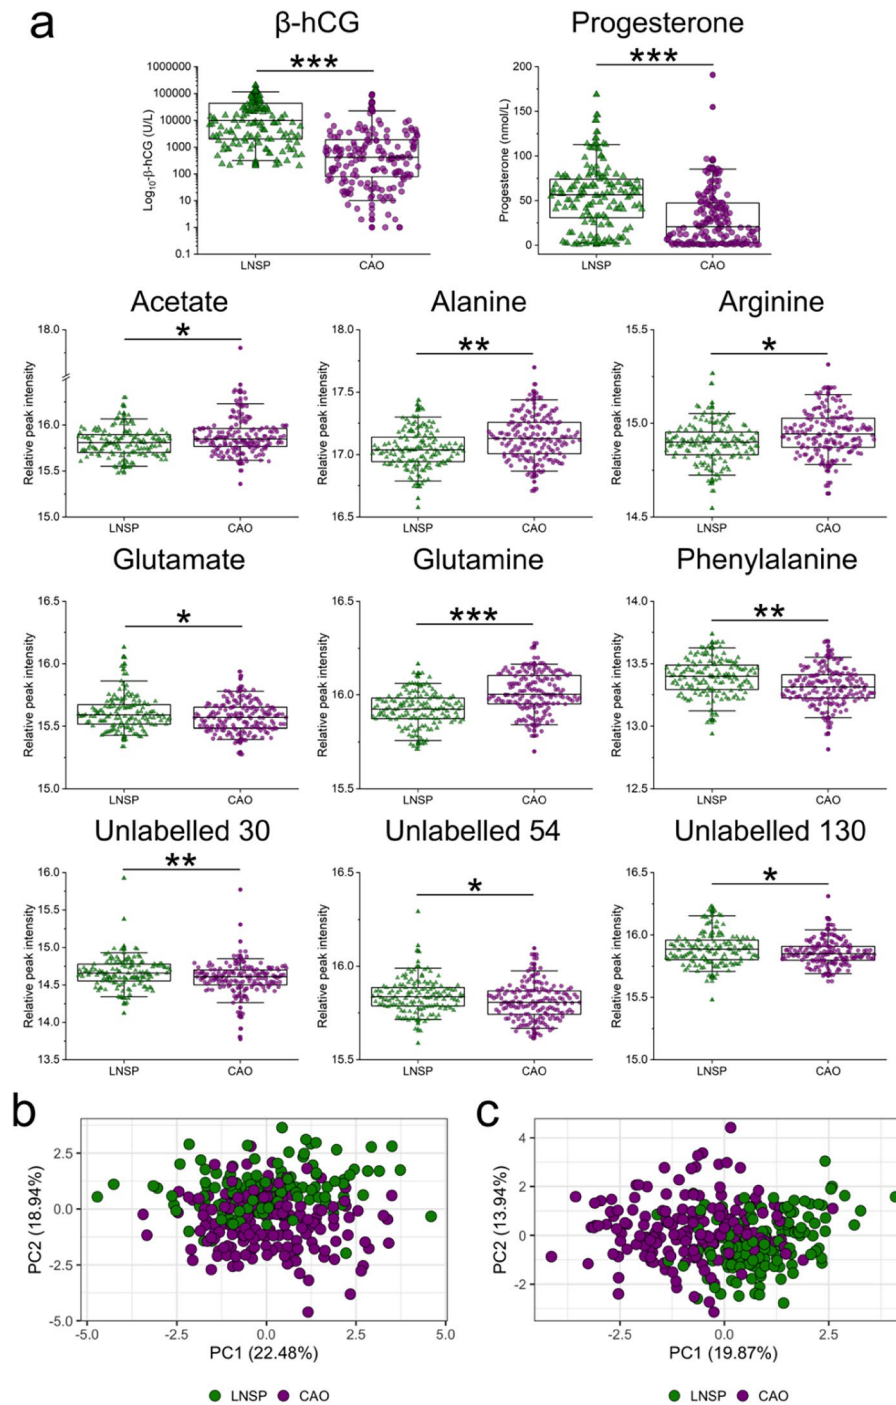 a
β-hCG
Progesterone
***
***
Log10-β-hCG (U/L)
1000000
100000
10000
1000
100
10
1
0.1
LNSP
CAO
Progesterone (nmol/L)
200
150
100
50
0
LNSP
CAO
Acetate
Alanine
Arginine
*
**
*
Relative peak intensity
18.0
16.0
15.5
15.0
LNSP
CAO
Relative peak intensity
18.0
17.5
17.0
16.5
LNSP
CAO
Relative peak intensity
15.5
15.0
14.5
LNSP
CAO
Glutamate
Glutamine
Phenylalanine
*
***
**
Relative peak intensity
16.5
16.0
15.5
15.0
LNSP
CAO
Relative peak intensity
16.5
16.0
15.5
LNSP
CAO
Relative peak intensity
14.0
13.5
13.0
12.5
LNSP
CAO
Unlabelled 30
Unlabelled 54
Unlabelled 130
**
*
*
Relative peak intensity
16.0
15.5
15.0
14.5
14.0
13.5
LNSP
CAO
Relative peak intensity
16.5
16.0
15.5
LNSP
CAO
Relative peak intensity
16.5
16.0
15.5
15.0
LNSP
CAO
b
PC2 (18.94%)
2.5
0.0
-2.5
-5.0
-5.0
-2.5
0.0
2.5
5.0
PC1 (22.48%)
LNSP
CAO
c
PC2 (13.94%)
4
2
0
-2
-2.5
0.0
2.5
PC1 (19.87%)
LNSP
CAO